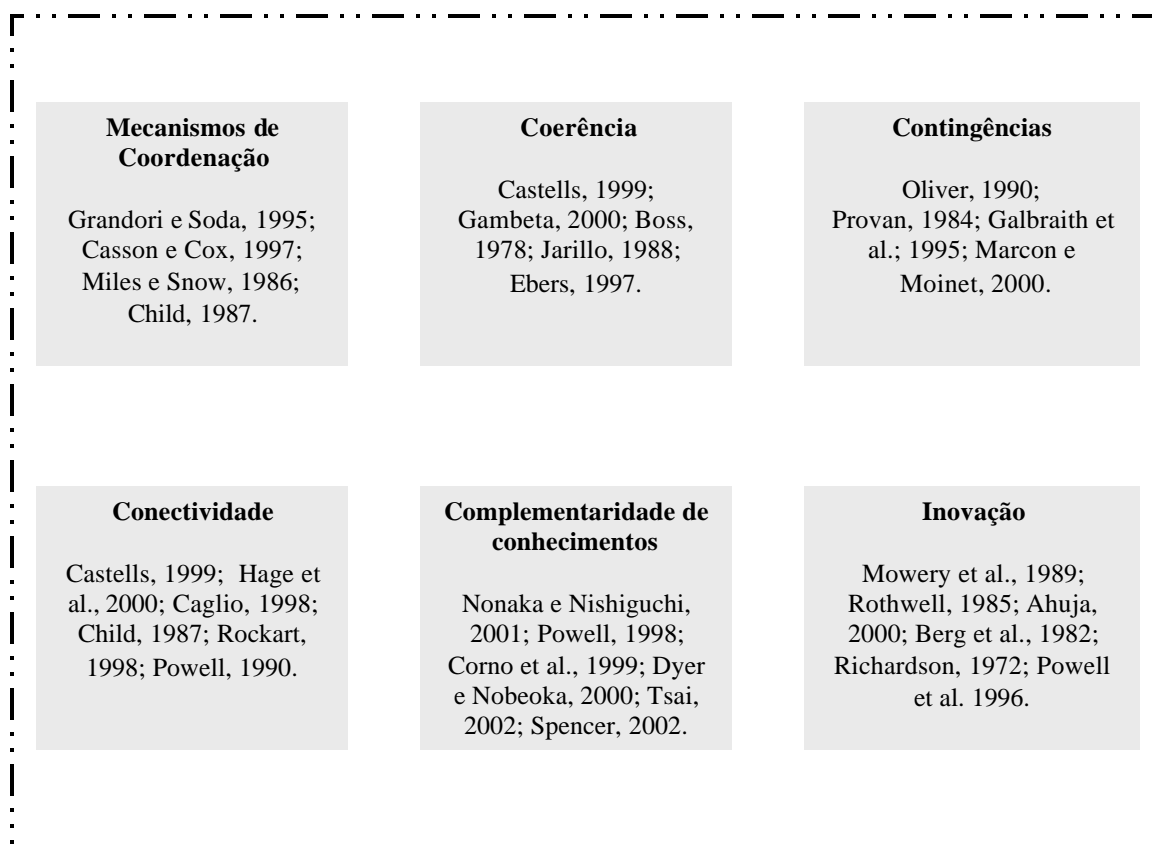 Mecanismos de
Coordenação
Grandori e Soda, 1995;
Casson e Cox, 1997;
Miles e Snow, 1986;
Child, 1987.
Coerência
Castells, 1999;
Gambeta, 2000; Boss,
1978; Jarillo, 1988;
Ebers, 1997.
Contingências
Oliver, 1990;
Provan, 1984; Galbraith et
al.; 1995; Marcon e
Moinet, 2000.
Conectividade
Castells, 1999; Hage et
al., 2000; Caglio, 1998;
Child, 1987; Rockart,
1998; Powell, 1990.
Complementaridade de
conhecimentos
Nonaka e Nishiguchi,
2001; Powell, 1998;
Corno et al., 1999; Dyer
e Nobeoka, 2000; Tsai,
2002; Spencer, 2002.
Inovação
Mowery et al., 1989;
Rothwell, 1985; Ahuja,
2000; Berg et al., 1982;
Richardson, 1972; Powell
et al. 1996.